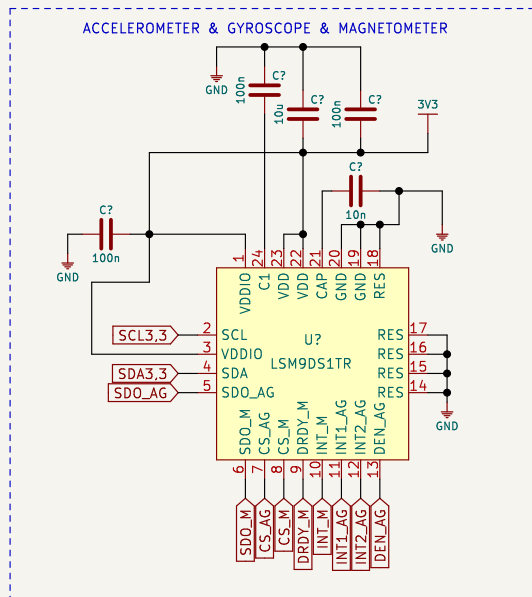 ACCELEROMETER & GYROSCOPE & MAGNETOMETER
GND
100n
C?
10u
C?
100n
C?
3V3
C?
10n
GND
C?
100n
GND
1
24
23
22
21
20
19
18
VDDIO
C1
VDD
VDD
CAP
GND
GND
RES
SCL3,3
2
SCL
3
VDDIO
SDA3,3
4
SDA
SDO_AG
5
SDO_AG
U?
LSM9DS1TR
RES
17
RES
16
RES
15
RES
14
GND
SDO_M
CS_AG
CS_M
DRDY_M
INT_M
INT1_AG
INT2_AG
DEN_AG
6
7
8
9
10
11
12
13
SDO_M
CS_AG
CS_M
DRDY_M
INT_M
INT1_AG
INT2_AG
DEN_AG